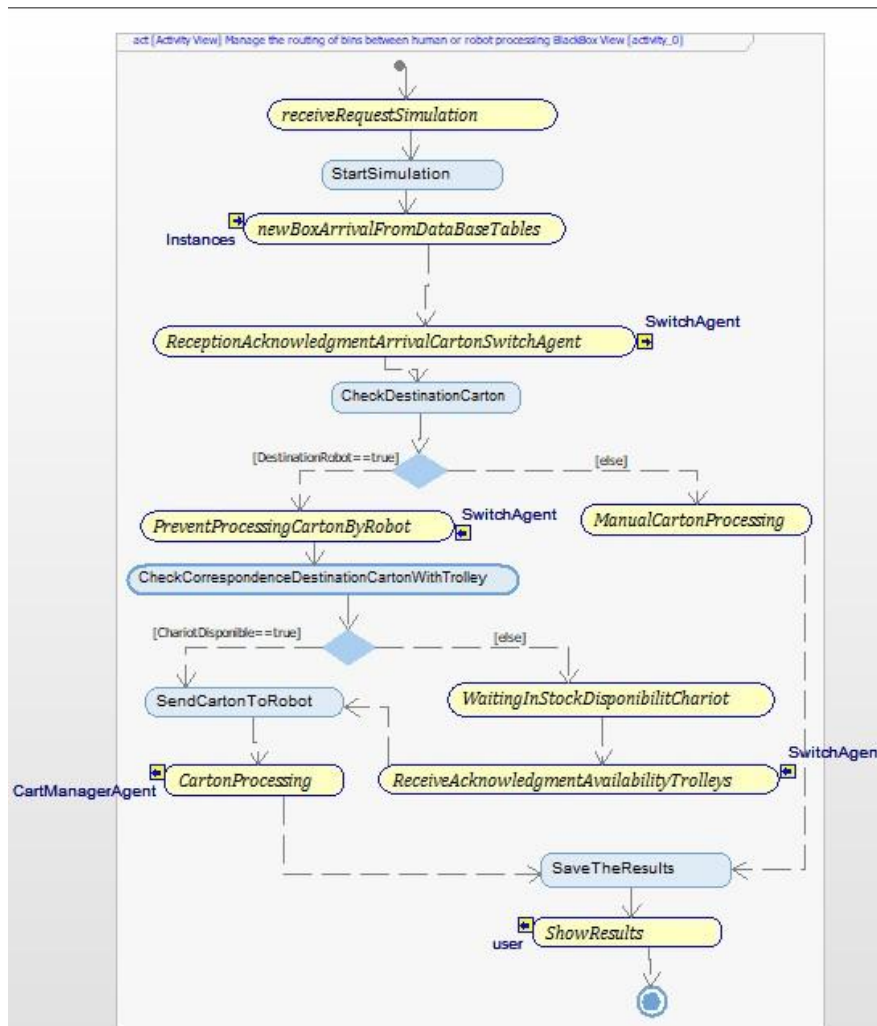 act [Activity View] Manage the routing of bins between human or robot processing BlackBox View [activity_0]
receiveRequestSimulation
StartSimulation
Instances
newBoxArrivalFromDataBaseTables
SwitchAgent
ReceptionAcknowledgmentArrivalCartonSwitchAgent
CheckDestinationCarton
[DestinationRobot==true]
[else]
PreventProcessingCartonByRobot
SwitchAgent
ManualCartonProcessing
CheckCorrespondenceDestinationCartonWithTrolley
[ChariotDisponible==true]
[else]
SendCartonToRobot
WaitingInStockDisponibilitChariot
SwitchAgen
CartManagerAgent
CartonProcessing
ReceiveAcknowledgmentAvailabilityTrolleys
SaveTheResults
user
ShowResults